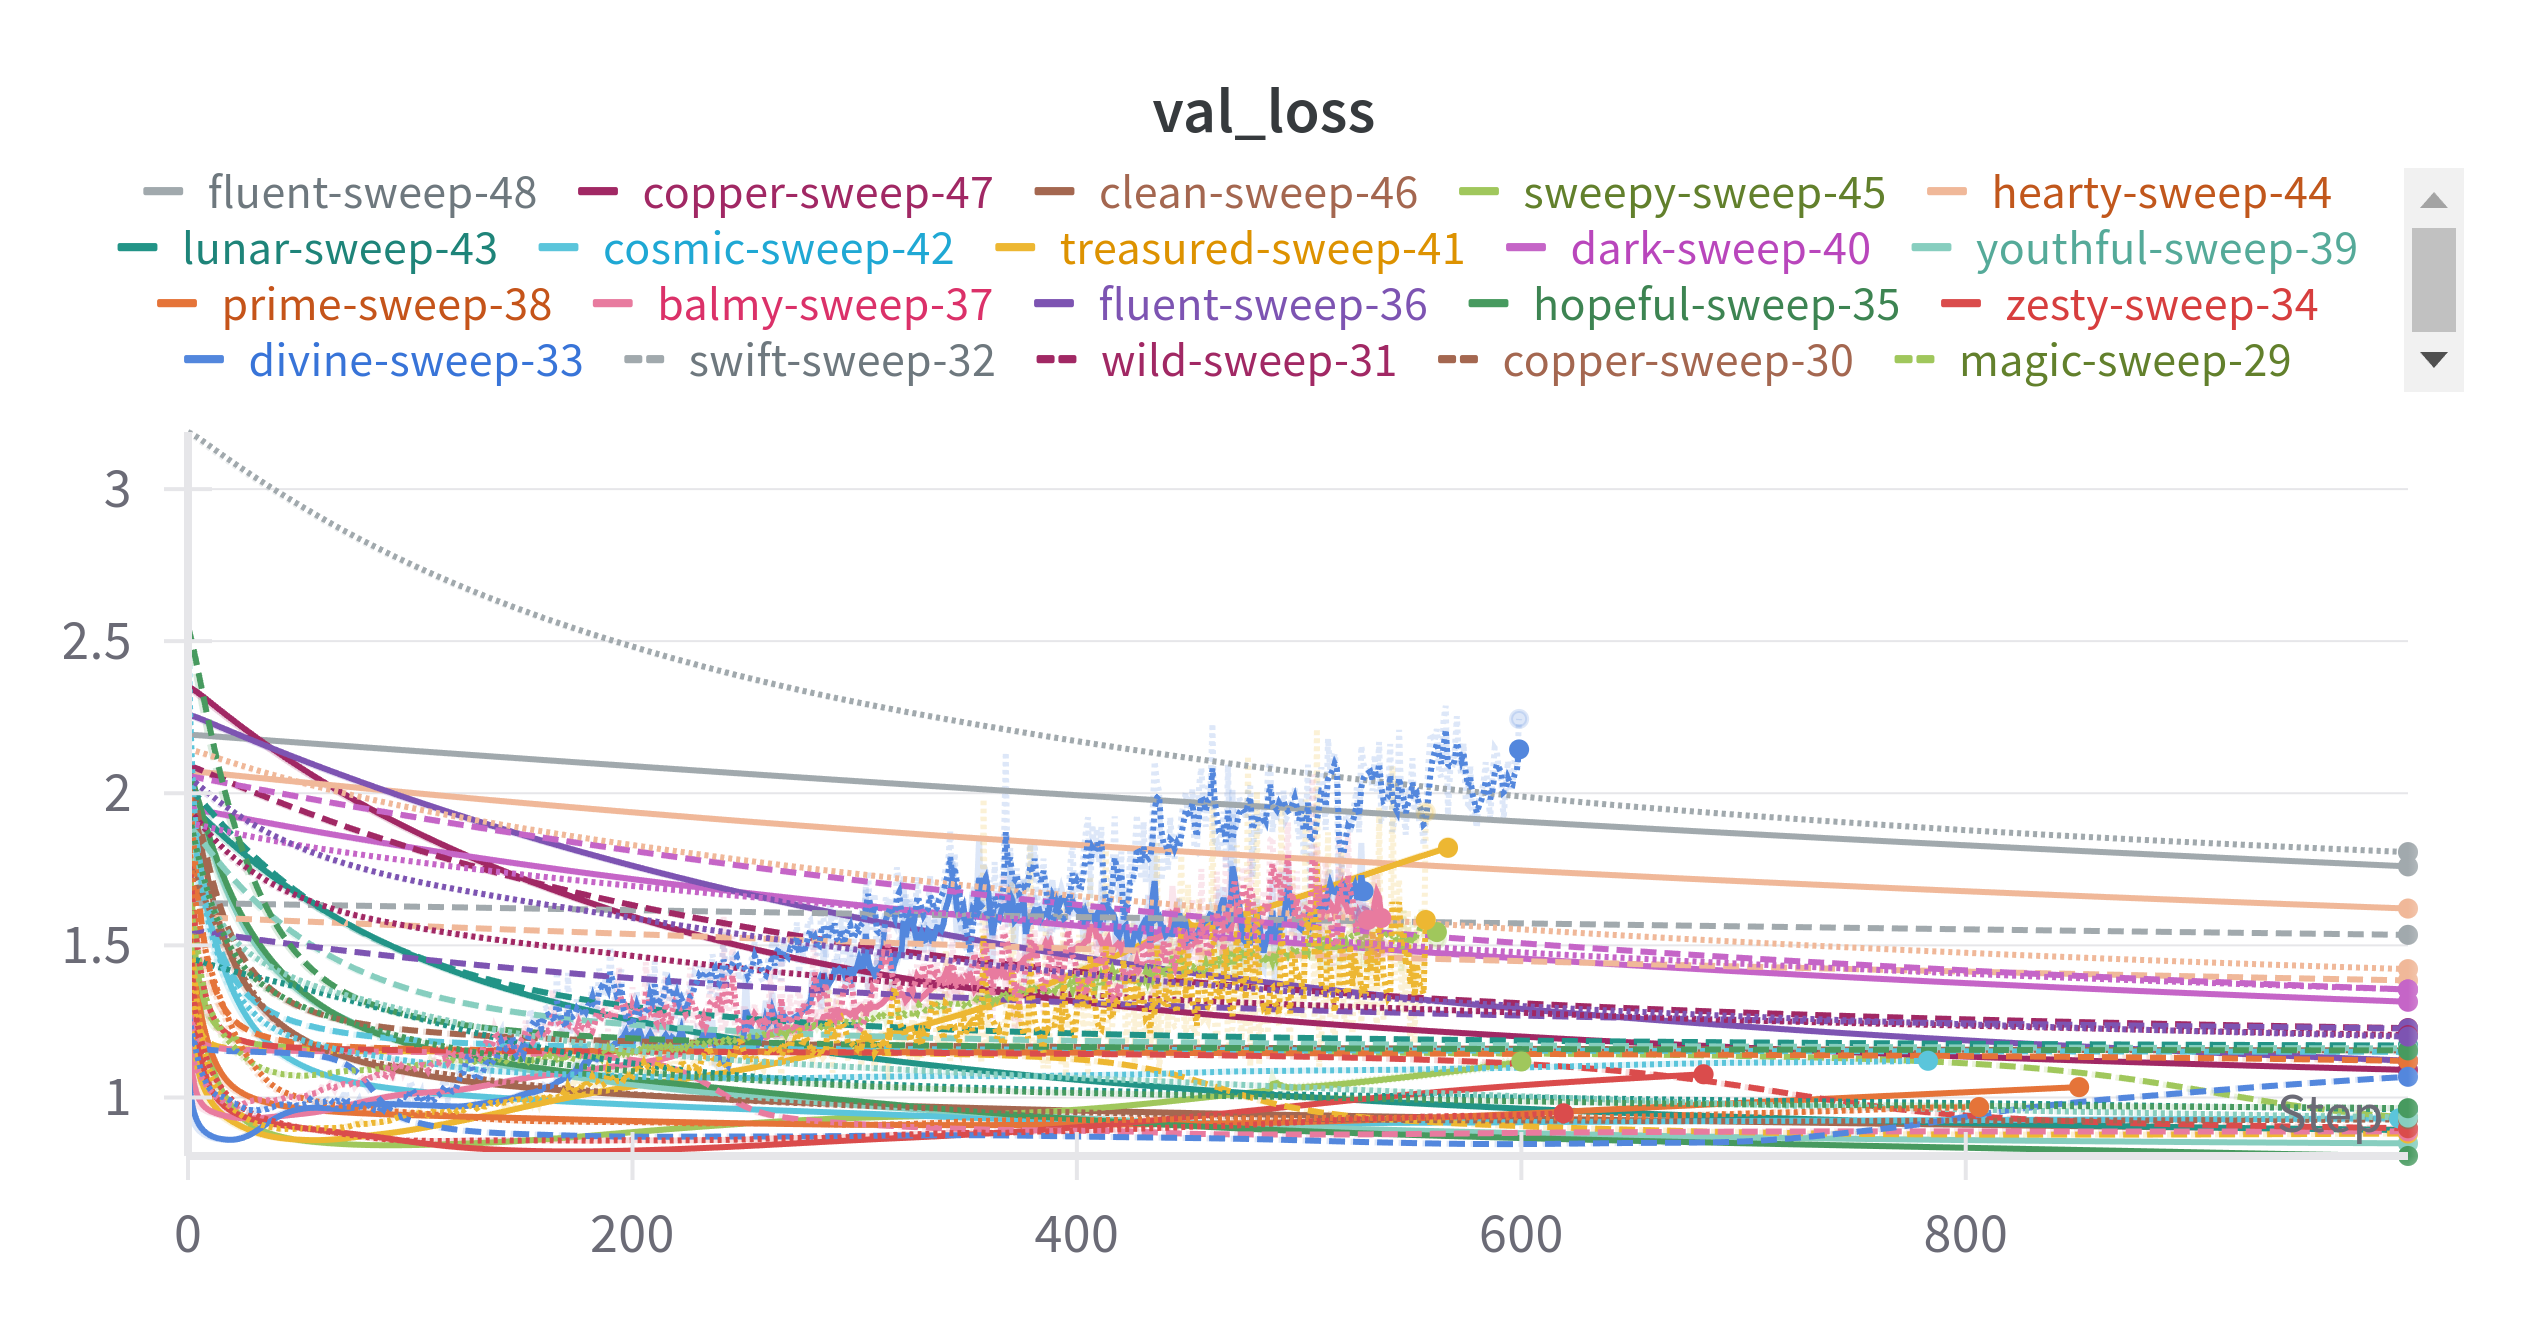 val_loss
fluent-sweep-48 copper-sweep-47 clean-sweep-46 sweepy-sweep-45 hearty-sweep-44
lunar-sweep-43 cosmic-sweep-42 treasured-sweep-41 dark-sweep-40 youthful-sweep-39
prime-sweep-38 balmy-sweep-37 fluent-sweep-36 hopeful-sweep-35 zesty-sweep-34
divine-sweep-33 swift-sweep-32 wild-sweep-31 copper-sweep-30 magic-sweep-29
3
2.5
2
1.5
1
Step
0 200 400 600 800